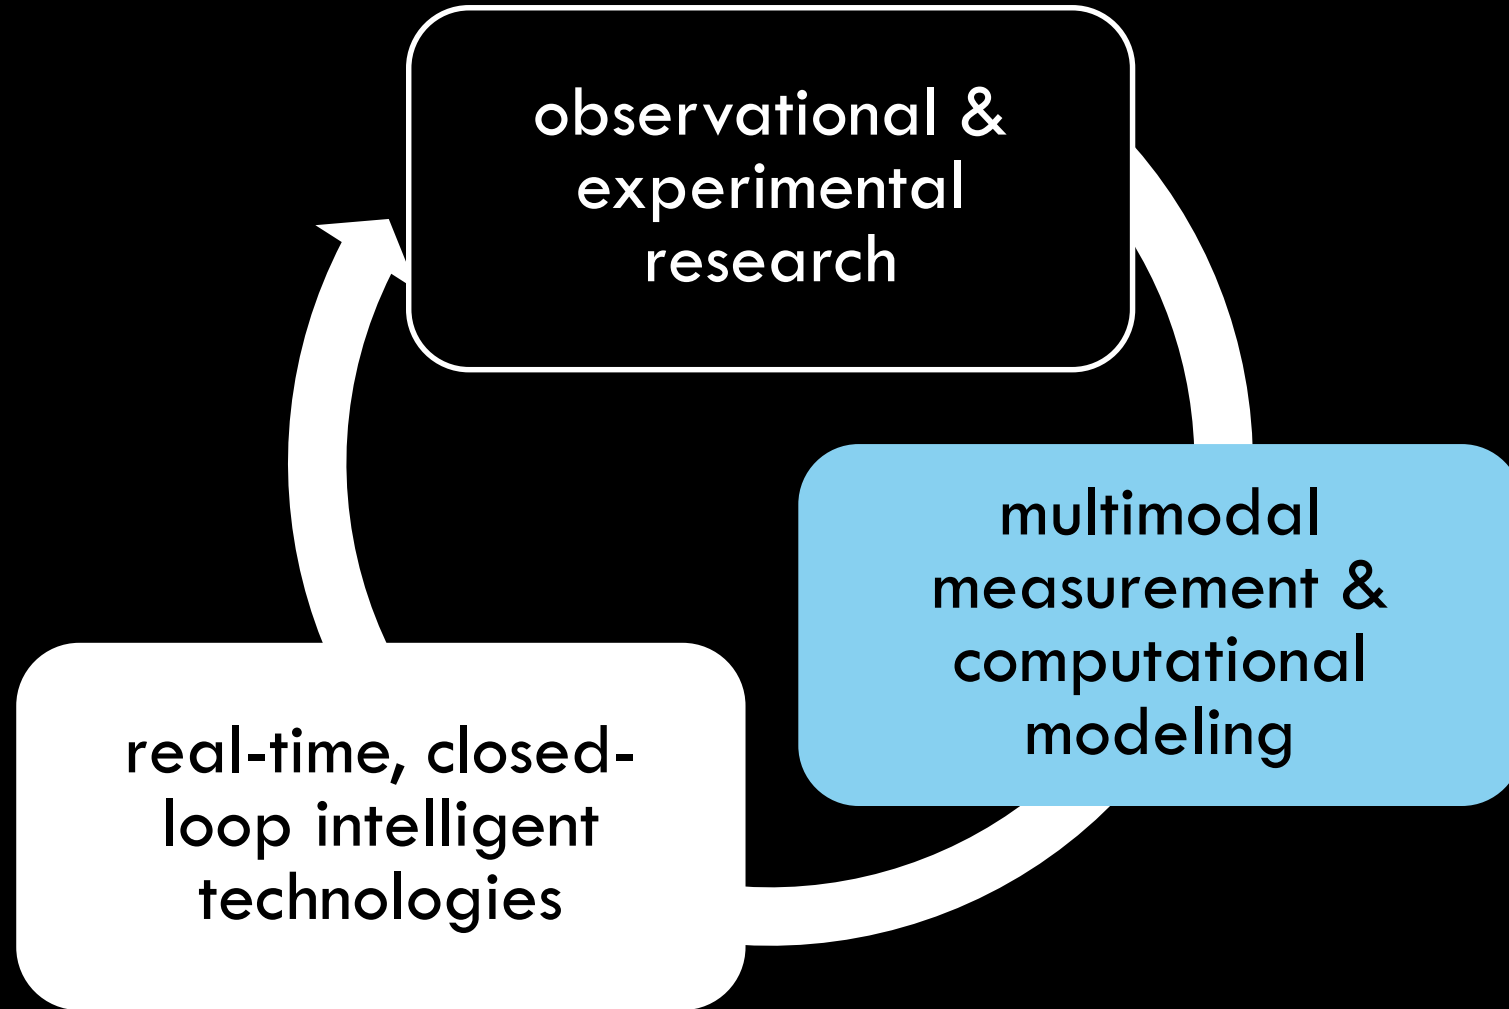 observational &
experimental
research
multimodal
measurement &
computational
modeling
real-time, closed-
loop intelligent
technologies